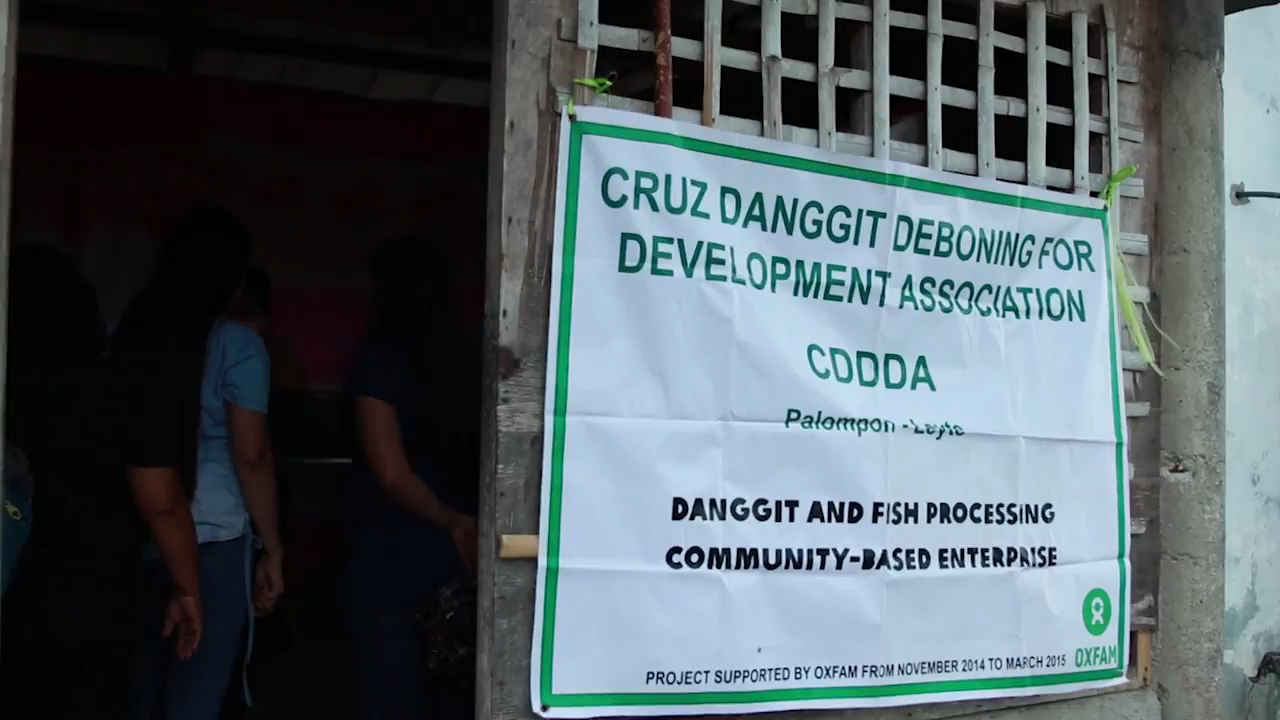 CRUZ DANGGIT DEBONING FOR
DEVELOPMENT ASSOCIATION
CDDDA
Palompon - Leyte
DANGGIT AND FISH PROCESSING
COMMUNITY-BASED ENTERPRISE
PROJECT SUPPORTED BY OXFAM FROM NOVEMBER 2014 TO MARCH 2015
OXFAM